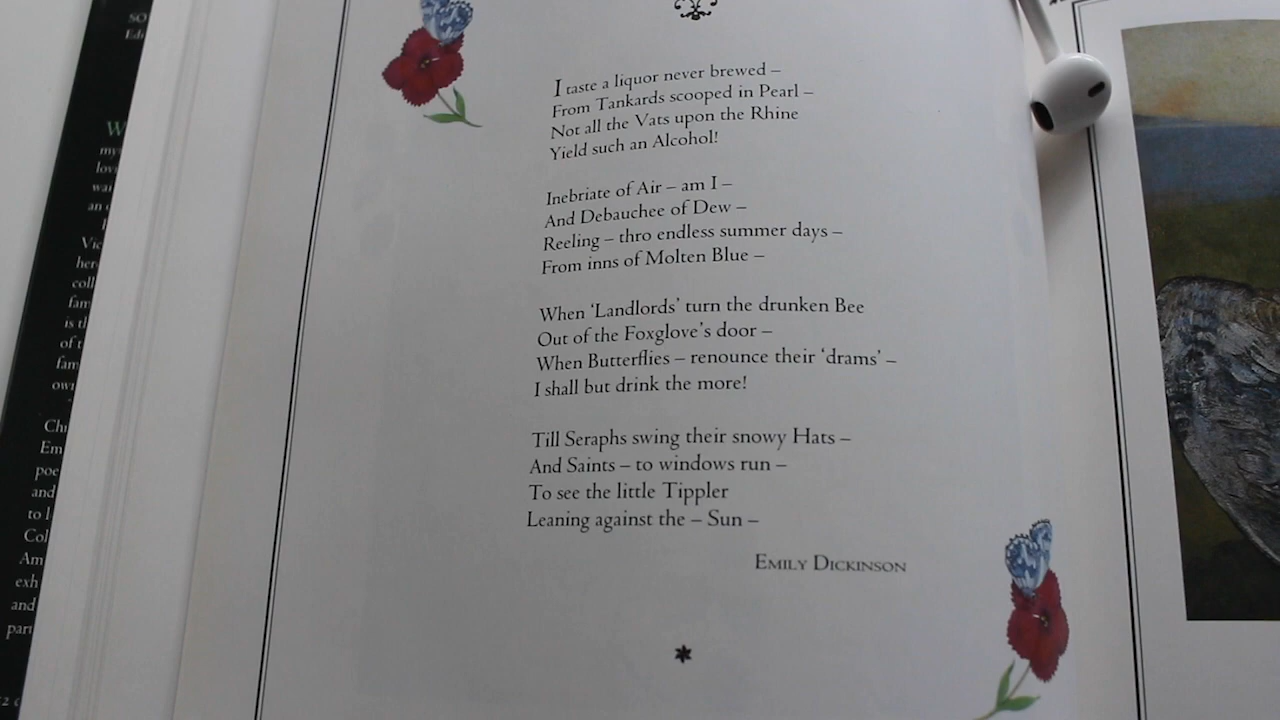 I taste a liquor never brewed –
From Tankards scooped in Pearl –
Not all the Vats upon the Rhine
Yield such an Alcohol!
Inebriate of Air – am I –
And Debauchee of Dew –
Reeling – thro endless summer days –
From inns of Molten Blue –
When ‘Landlords’ turn the drunken Bee
Out of the Foxglove’s door –
When Butterflies – renounce their ‘drams’ –
I shall but drink the more!
Till Seraphs swing their snowy Hats –
And Saints – to windows run –
To see the little Tippler
Leaning against the – Sun –
EMILY DICKINSON